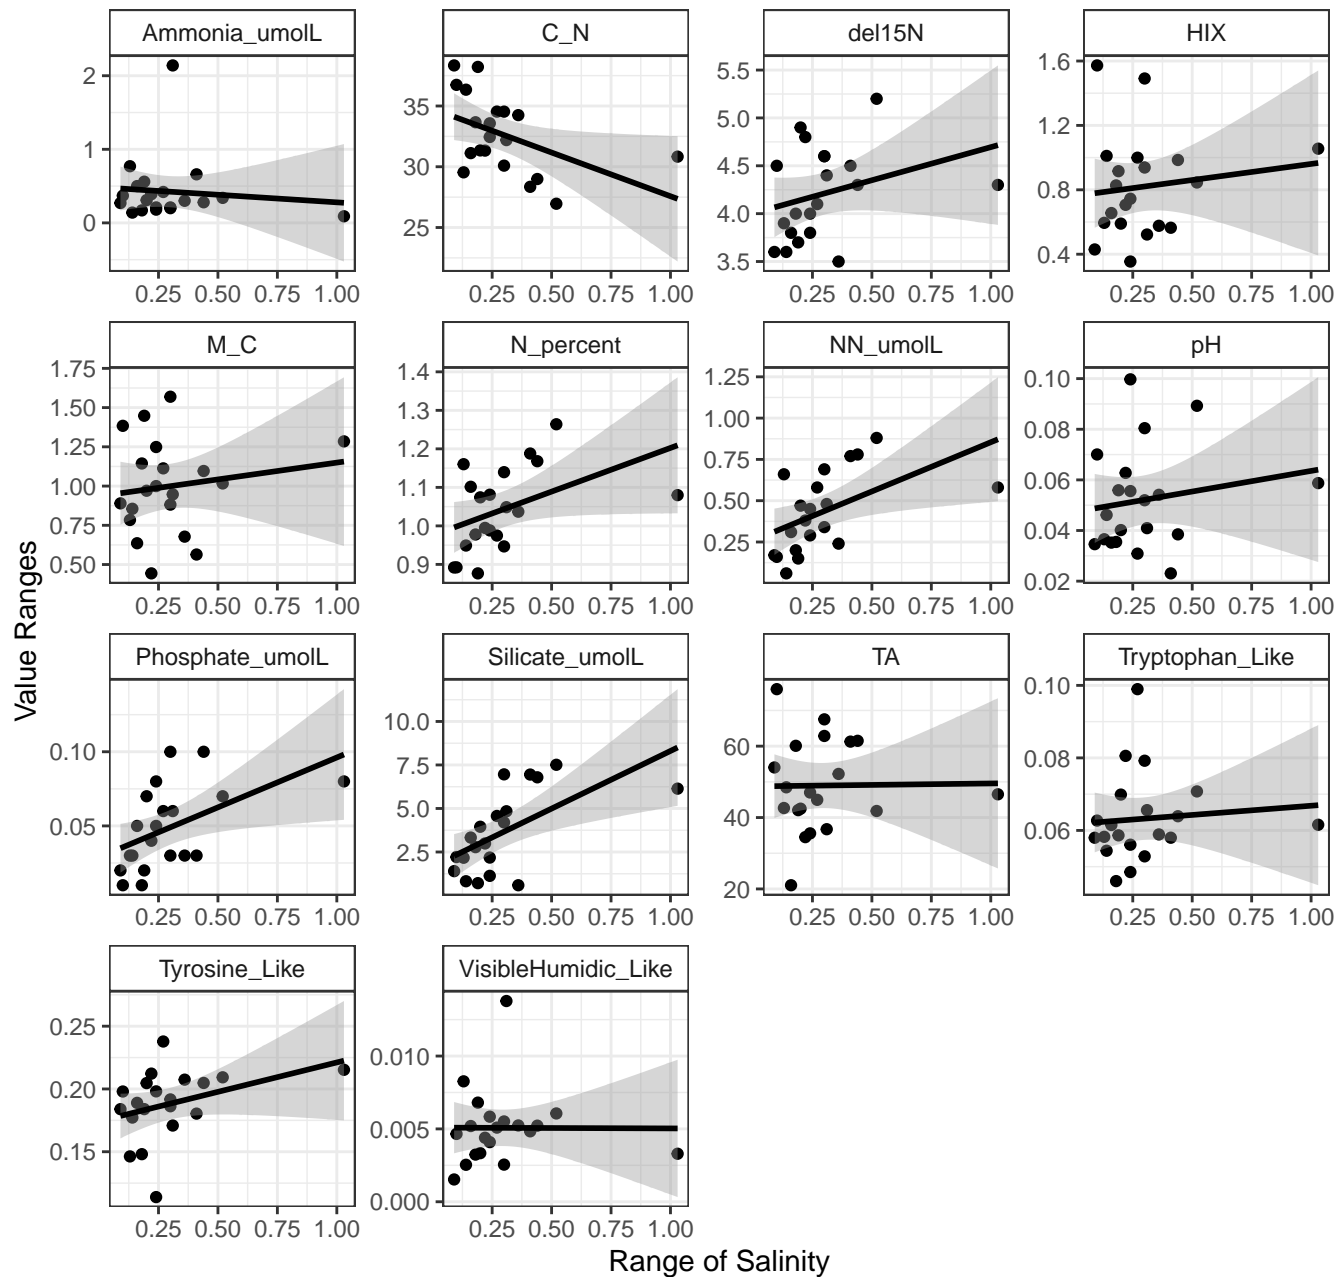 Ammonia_umolL
C_N
del15N
HIX
2
1
0
35
30
25
5.5
5.0
4.5
4.0
3.5
1.6
1.2
0.8
0.4
0.25 0.50 0.75 1.00
0.25 0.50 0.75 1.00
0.25 0.50 0.75 1.00
0.25 0.50 0.75 1.00
M_C
N_percent
NN_umolL
pH
1.75
1.50
1.25
1.00
0.75
0.50
1.4
1.3
1.2
1.1
1.0
0.9
1.25
1.00
0.75
0.50
0.25
0.10
0.08
0.06
0.04
0.02
0.25 0.50 0.75 1.00
0.25 0.50 0.75 1.00
0.25 0.50 0.75 1.00
0.25 0.50 0.75 1.00
Value Ranges
Phosphate_umolL
Silicate_umolL
TA
Tryptophan_Like
0.10
0.05
10.0
7.5
5.0
2.5
60
40
20
0.10
0.08
0.06
0.25 0.50 0.75 1.00
0.25 0.50 0.75 1.00
0.25 0.50 0.75 1.00
0.25 0.50 0.75 1.00
Tyrosine_Like
VisibleHumidic_Like
0.25
0.20
0.15
0.010
0.005
0.000
0.25 0.50 0.75 1.00
0.25 0.50 0.75 1.00
Range of Salinity